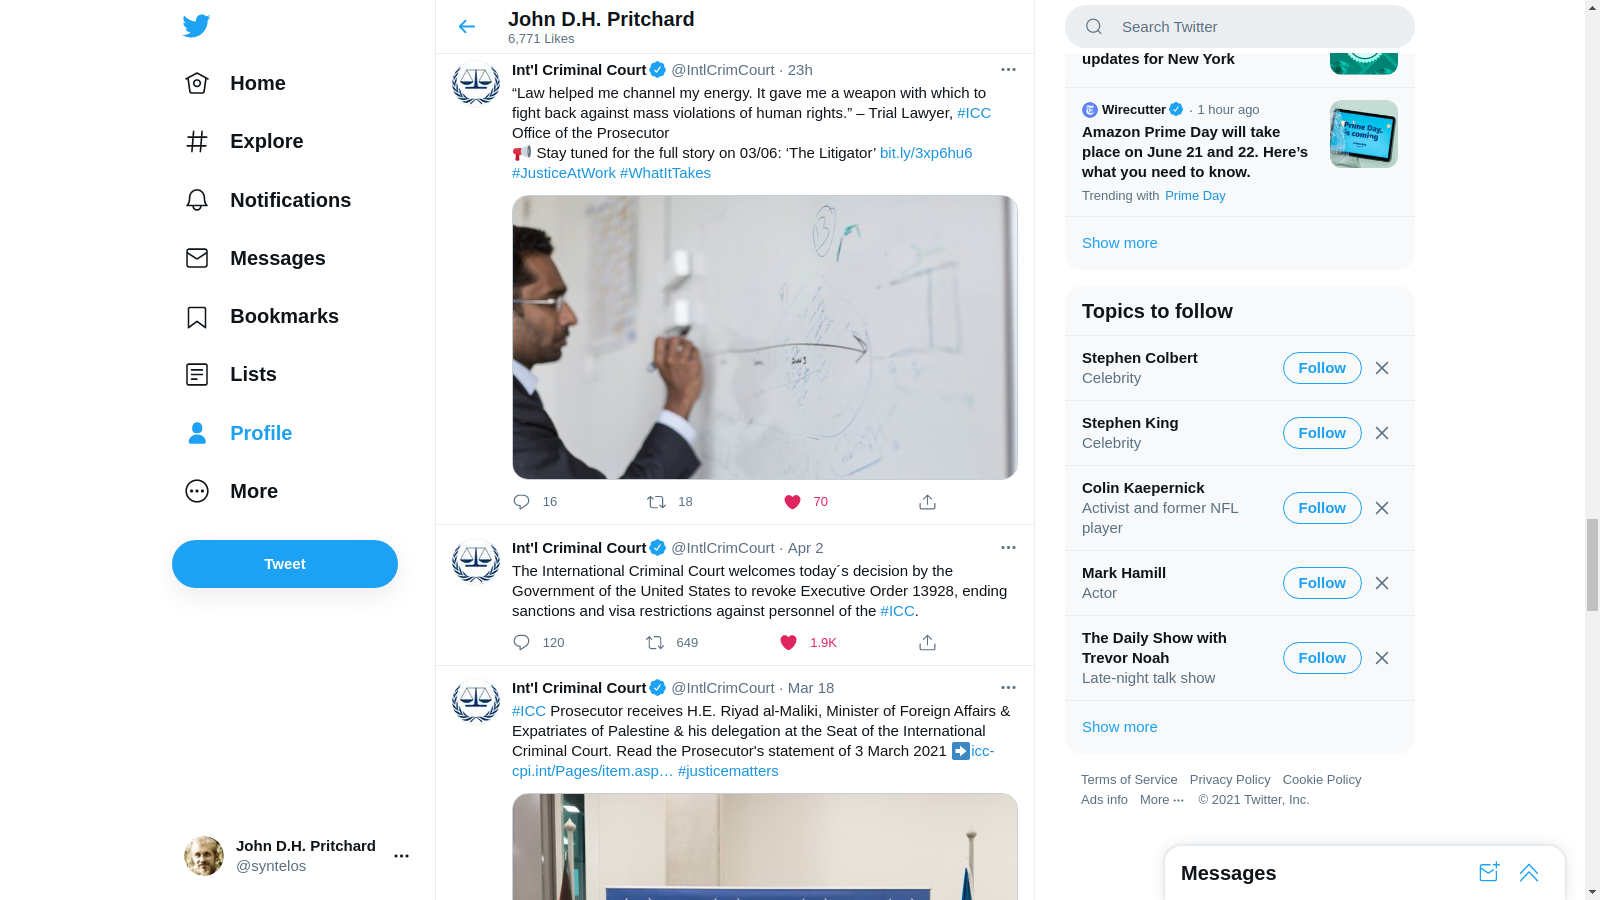 Home
Explore
Notifications
Messages
Bookmarks
Lists
Profile
More
Tweet
John D.H. Pritchard
@syntelos
John D.H. Pritchard
6,771 Likes
Int'l Criminal Court @IntlCrimCourt · 23h
“Law helped me channel my energy. It gave me a weapon with which to
fight back against mass violations of human rights.” – Trial Lawyer, #ICC
Office of the Prosecutor
Stay tuned for the full story on 03/06: ‘The Litigator’ bit.ly/3xp6hu6
#JusticeAtWork #WhatItTakes
3
16 18 70
Int'l Criminal Court @IntlCrimCourt · Apr 2
The International Criminal Court welcomes today´s decision by the
Government of the United States to revoke Executive Order 13928, ending
sanctions and visa restrictions against personnel of the #ICC.
120 649 1.9K
Int'l Criminal Court @IntlCrimCourt · Mar 18
#ICC Prosecutor receives H.E. Riyad al-Maliki, Minister of Foreign Affairs &
Expatriates of Palestine & his delegation at the Seat of the International
Criminal Court. Read the Prosecutor's statement of 3 March 2021 icc-
cpi.int/Pages/item.asp… #justicematters
Search Twitter
updates for New York
Wirecutter · 1 hour ago
Amazon Prime Day will take
place on June 21 and 22. Here’s
what you need to know.
Trending with Prime Day
Prime Day,
is coming
Show more
Topics to follow
Stephen Colbert
Celebrity
Follow
Stephen King
Celebrity
Follow
Colin Kaepernick
Activist and former NFL
player
Follow
Mark Hamill
Actor
Follow
The Daily Show with
Trevor Noah
Late-night talk show
Follow
Show more
Terms of Service Privacy Policy Cookie Policy
Ads info More ··· © 2021 Twitter, Inc.
Messages